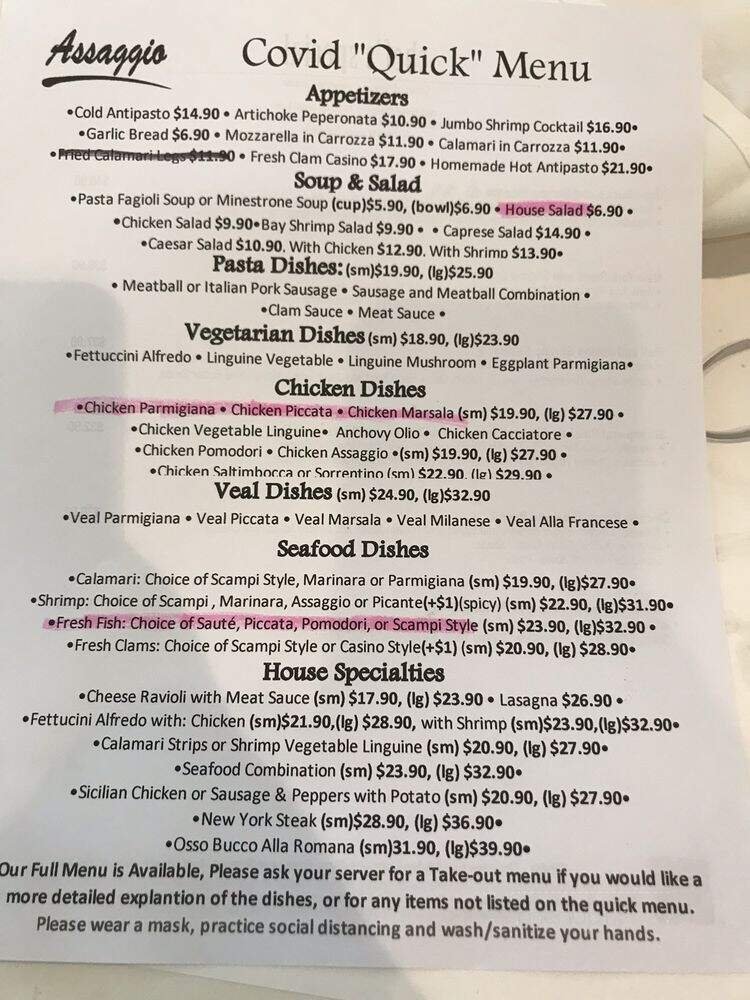 Assaggio Covid "Quick" Menu
Appetizers
•Cold Antipasto $14.90 • Artichoke Peperonata $10.90 • Jumbo Shrimp Cocktail $16.90•
•Garlic Bread $6.90 • Mozzarella in Carrozza $11.90 • Calamari in Carrozza $11.90•
•Fried Calamari Legs $11.90 • Fresh Clam Casino $17.90 • Homemade Hot Antipasto $21.90•
Soup & Salad
•Pasta Fagioli Soup or Minestrone Soup (cup)$5.90, (bowl)$6.90 • House Salad $6.90 •
•Chicken Salad $9.90•Bay Shrimp Salad $9.90 • • Caprese Salad $14.90 •
•Caesar Salad $10.90. With Chicken $12.90. With Shrimp $13.90•
Pasta Dishes: (sm)$19.90, (lg)$25.90
• Meatball or Italian Pork Sausage • Sausage and Meatball Combination •
•Clam Sauce • Meat Sauce •
Vegetarian Dishes (sm) $18.90, (lg)$23.90
•Fettuccini Alfredo • Linguine Vegetable • Linguine Mushroom • Eggplant Parmigiana•
Chicken Dishes
•Chicken Parmigiana • Chicken Piccata • Chicken Marsala (sm) $19.90, (lg) $27.90 •
•Chicken Vegetable Linguine• Anchovy Olio • Chicken Cacciatore •
•Chicken Pomodori • Chicken Assaggio •(sm) $19.90, (lg) $27.90 •
•Chicken Saltimbocca or Sorrentino (sm) $22.90, (lg) $29.90 •
Veal Dishes (sm) $24.90, (lg)$32.90
•Veal Parmigiana • Veal Piccata • Veal Marsala • Veal Milanese • Veal Alla Francese •
Seafood Dishes
•Calamari: Choice of Scampi Style, Marinara or Parmigiana (sm) $19.90, (lg)$27.90•
•Shrimp: Choice of Scampi , Marinara, Assaggio or Picante(+$1)(spicy) (sm) $22.90, (lg)$31.90•
•Fresh Fish: Choice of Sauté, Piccata, Pomodori, or Scampi Style (sm) $23.90, (lg)$32.90 •
•Fresh Clams: Choice of Scampi Style or Casino Style(+$1) (sm) $20.90, (lg) $28.90•
House Specialties
•Cheese Ravioli with Meat Sauce (sm) $17.90, (lg) $23.90 • Lasagna $26.90 •
•Fettucini Alfredo with: Chicken (sm)$21.90,(lg) $28.90, with Shrimp (sm)$23.90,(lg)$32.90•
•Calamari Strips or Shrimp Vegetable Linguine (sm) $20.90, (lg) $27.90•
•Seafood Combination (sm) $23.90, (lg) $32.90•
•Sicilian Chicken or Sausage & Peppers with Potato (sm) $20.90, (lg) $27.90•
•New York Steak (sm)$28.90, (lg) $36.90•
•Osso Bucco Alla Romana (sm)31.90, (lg)$39.90•
Our Full Menu is Available, Please ask your server for a Take-out menu if you would like a
more detailed explantion of the dishes, or for any items not listed on the quick menu.
Please wear a mask, practice social distancing and wash/sanitize your hands.